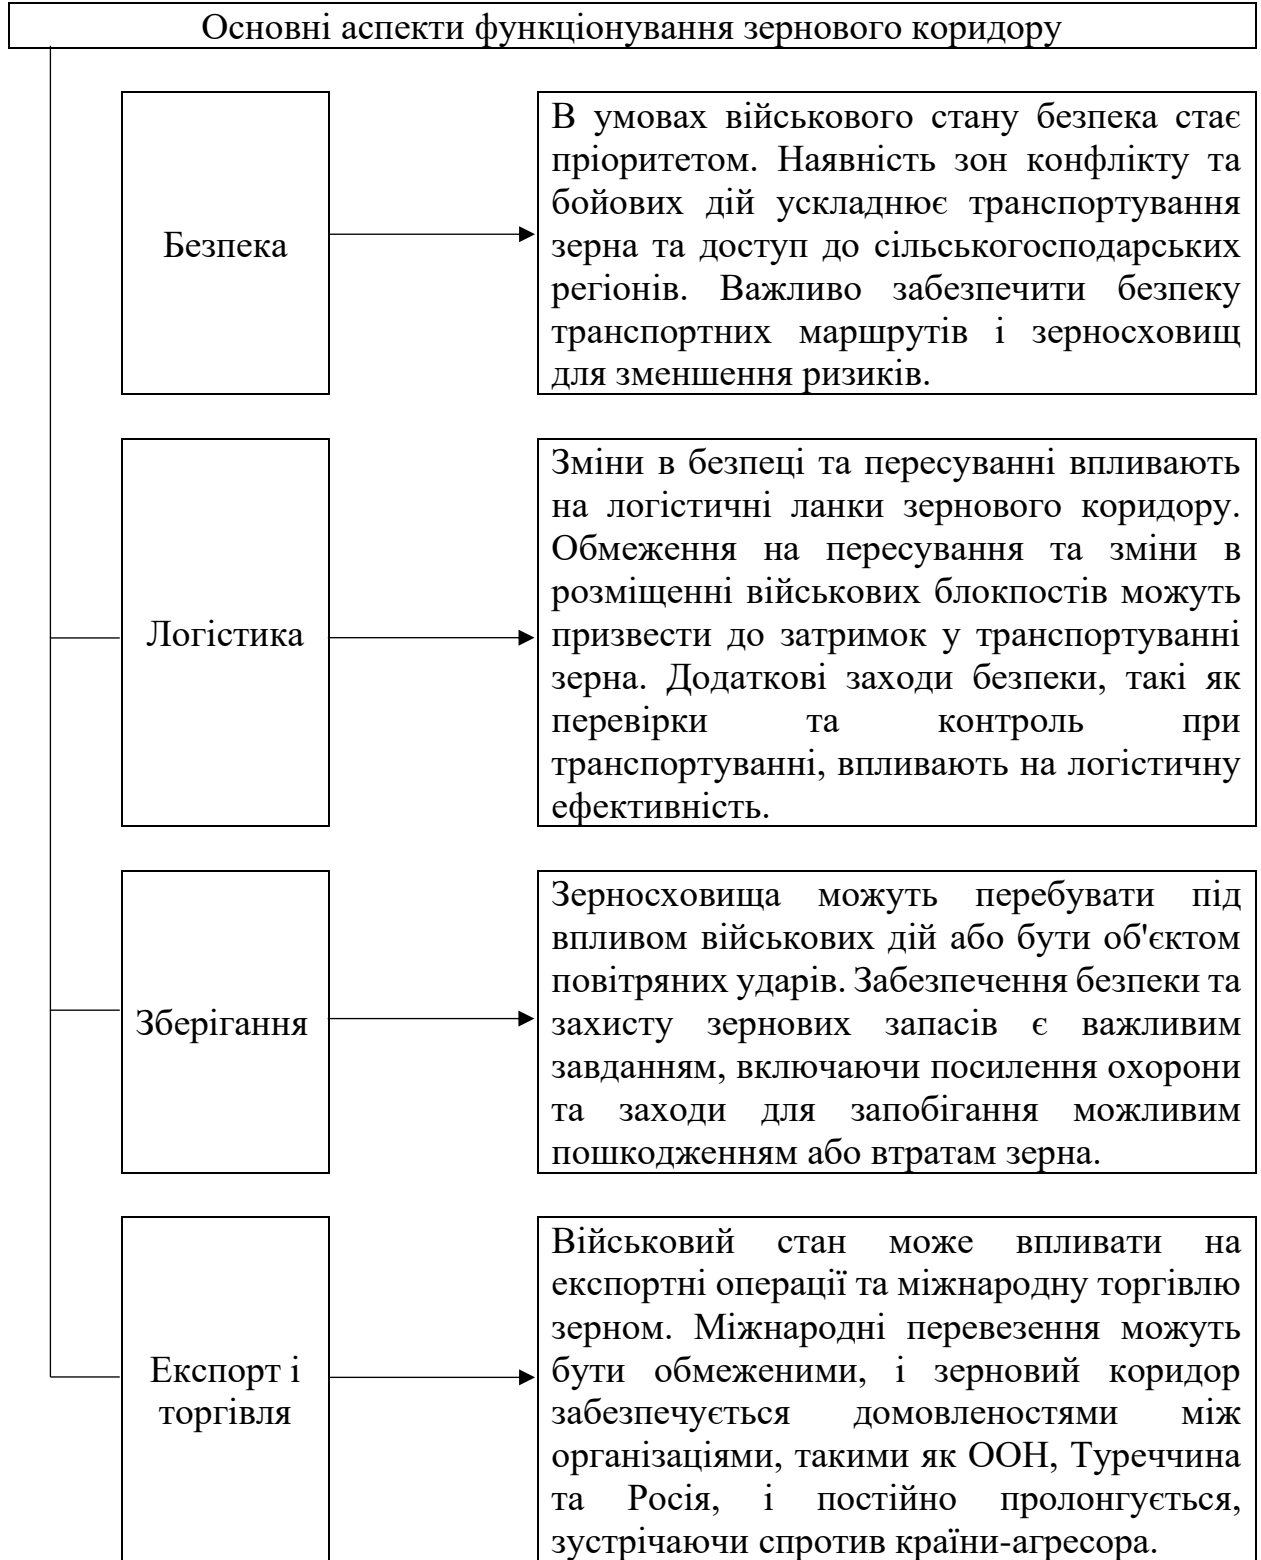 Основні аспекти функціонування зернового коридору
Безпека
В умовах військового стану безпека стає
пріоритетом. Наявність зон конфлікту та
бойових дій ускладнює транспортування
зерна та доступ до сільськогосподарських
регіонів. Важливо забезпечити безпеку
транспортних маршрутів і зерносховищ
для зменшення ризиків.
Логістика
Зміни в безпеці та пересуванні впливають
на логістичні ланки зернового коридору.
Обмеження на пересування та зміни в
розміщенні військових блокпостів можуть
призвести до затримок у транспортуванні
зерна. Додаткові заходи безпеки, такі як
перевірки та контроль при
транспортуванні, впливають на логістичну
ефективність.
Зберігання
Зерносховища можуть перебувати під
впливом військових дій або бути об'єктом
повітряних ударів. Забезпечення безпеки та
захисту зернових запасів є важливим
завданням, включаючи посилення охорони
та заходи для запобігання можливим
пошкодженням або втратам зерна.
Експорт і
торгівля
Військовий стан може впливати на
експортні операції та міжнародну торгівлю
зерном. Міжнародні перевезення можуть
бути обмеженими, і зерновий коридор
забезпечується домовленостями між
організаціями, такими як ООН, Туреччина
та Росія, і постійно пролонгується,
зустрічаючи спротив країни-агресора.